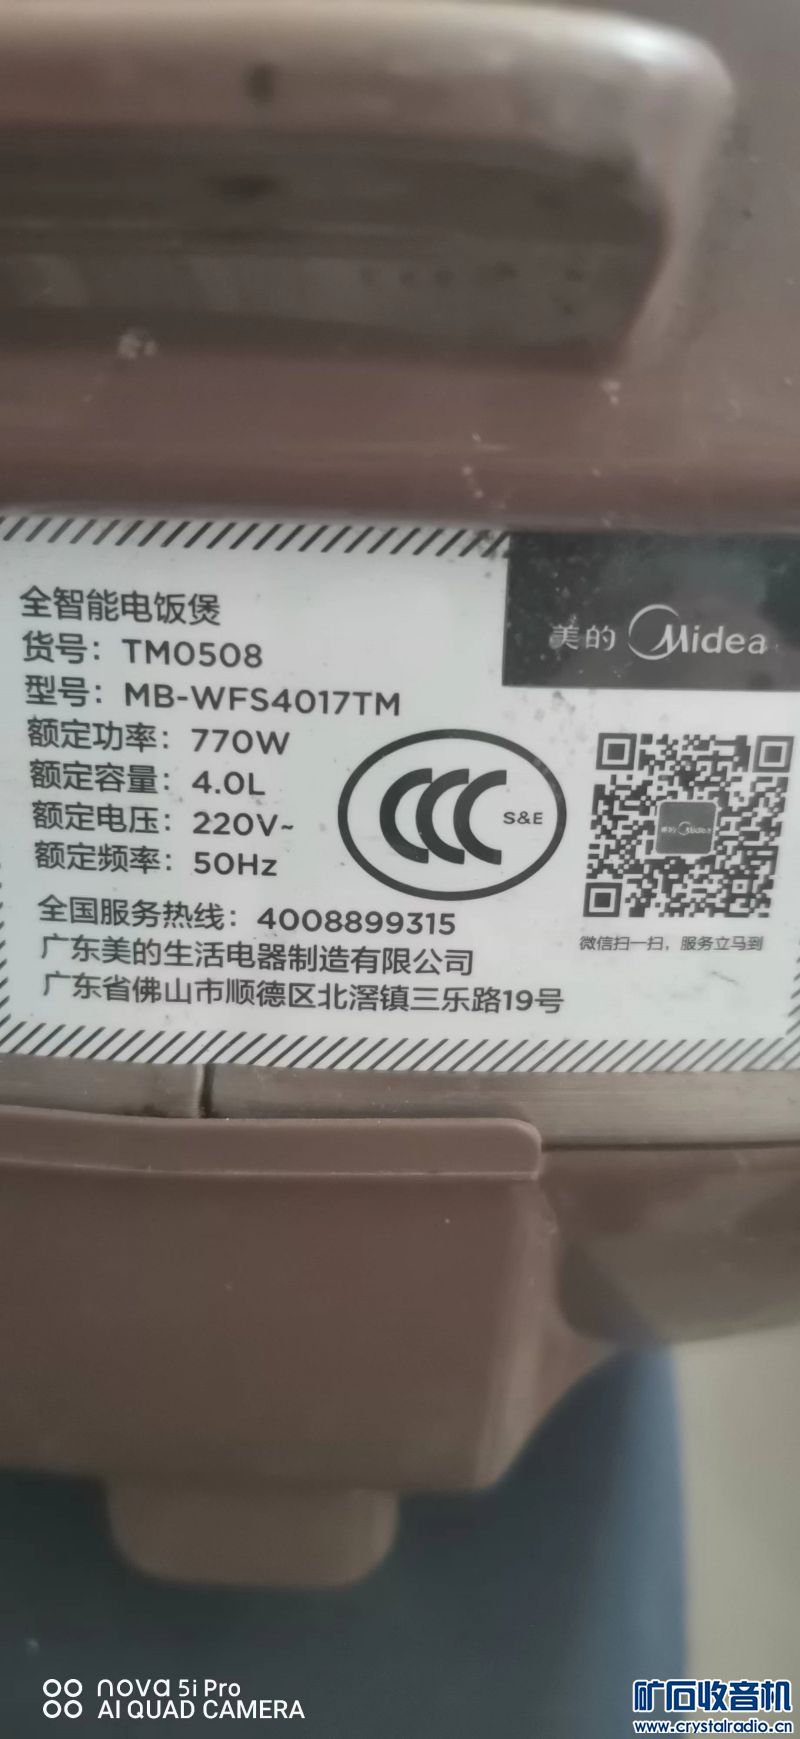 美的 Midea
全智能电饭煲
货号：TM0508
型号：MB-WFS4017TM
额定功率：770W
额定容量：4.0L
额定电压：220V~
额定频率：50Hz
CCC S&E
美的 Midea
微信扫一扫，服务立马到
全国服务热线：4008899315
广东美的生活电器制造有限公司
广东省佛山市顺德区北滘镇三乐路19号
nova 5i Pro
AI QUAD CAMERA
矿石收音机
www.crystalradio.cn